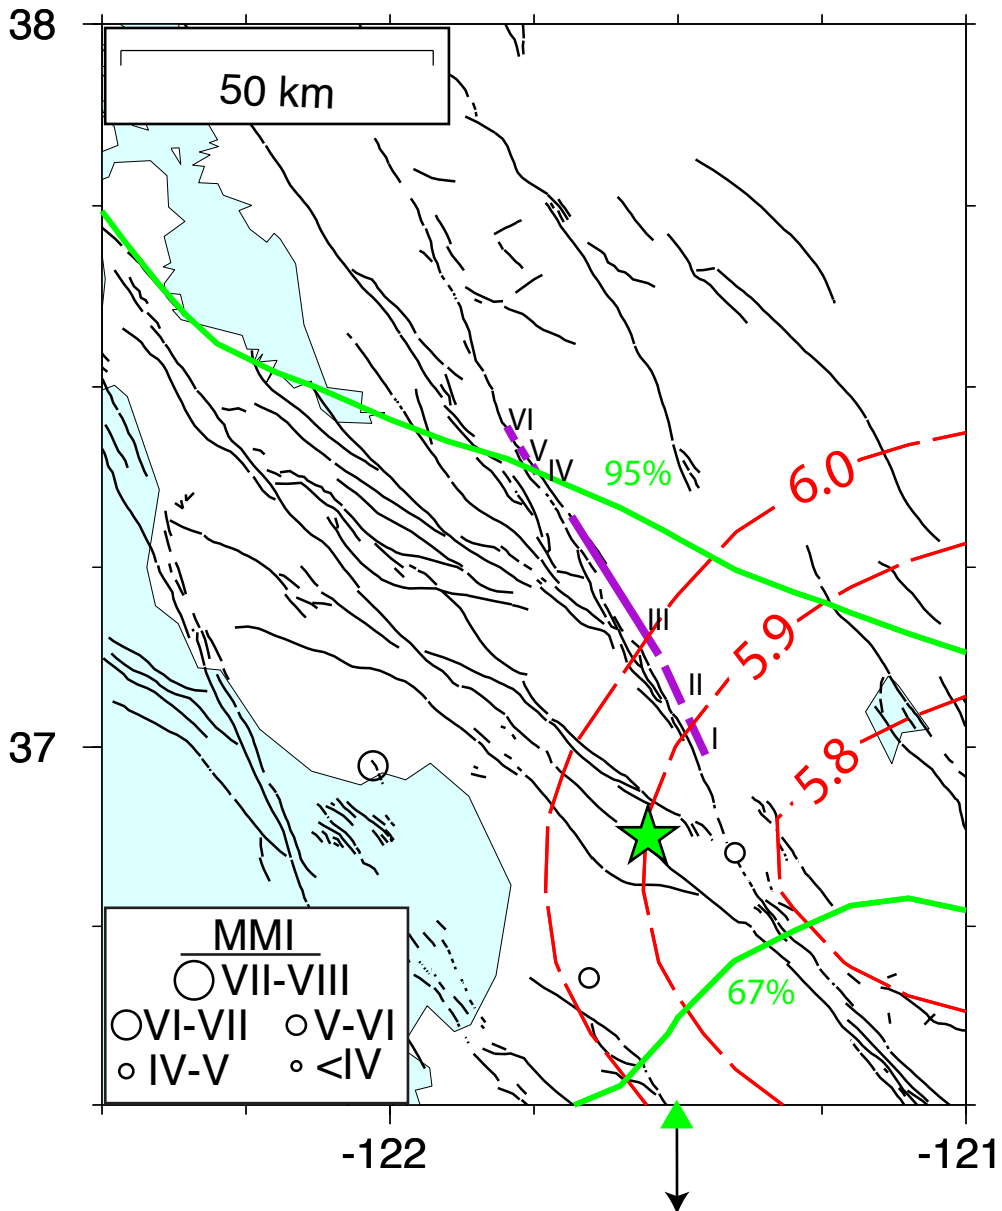 38
50 km
VI
V
IV
95%
6.0
III
5.9
II
I
37
5.8
MMI
VII-VIII
VI-VII
V-VI
IV-V
<IV
67%
-122
-121